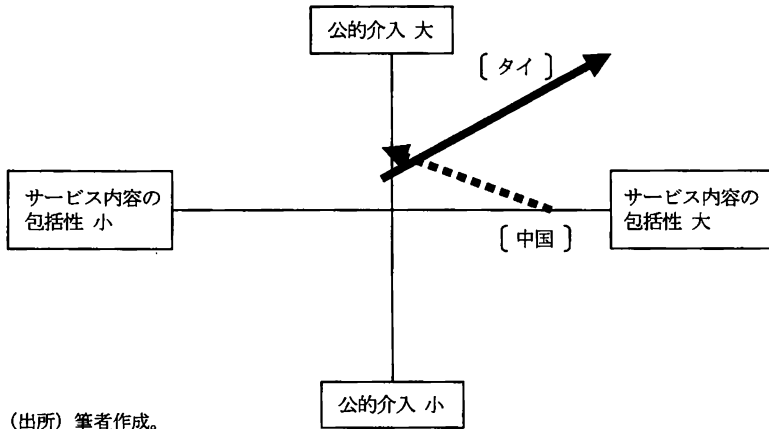 公的介入 大
〔 タイ 〕
サービス内容の
包括性 小
サービス内容の
包括性 大
〔 中国 〕
公的介入 小
(出所) 筆者作成。